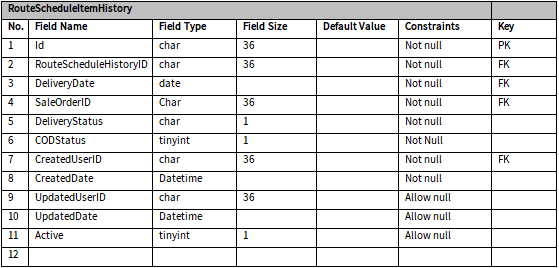 RouteScheduleItemHistory
No. Field Name Field Type Field Size Default Value Constraints Key
1 Id char 36 Not null PK
2 RouteScheduleHistoryID char 36 Not null FK
3 DeliveryDate date Not null FK
4 SaleOrderID Char 36 Not null FK
5 DeliveryStatus char 1 Not null
6 CODStatus tinyint 1 Not Null
7 CreatedUserID char 36 Not null FK
8 CreatedDate Datetime Not null
9 UpdatedUserID char 36 Allow null
10 UpdatedDate Datetime Allow null
11 Active tinyint 1 Allow null
12